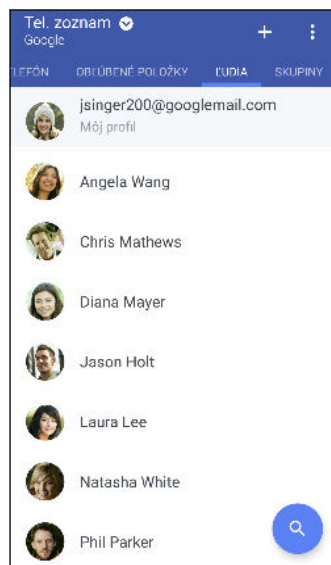 Tel. zoznam
Google
LEFÓN OBĽÚBENÉ POLOŽKY ĽUDIA SKUPINY
jsinger200@googlemail.com
Môj profil
Angela Wang
Chris Mathews
Diana Mayer
Jason Holt
Laura Lee
Natasha White
Phil Parker